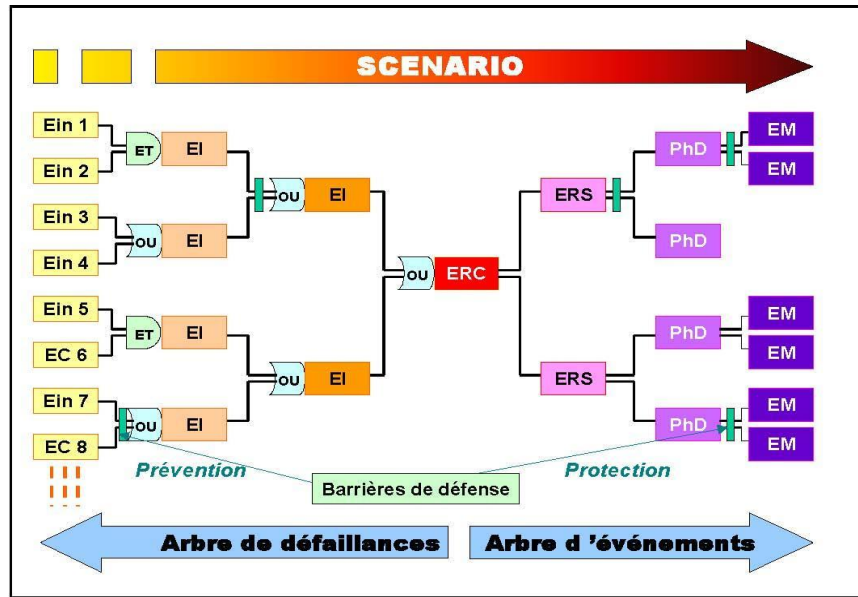 SCENARIO
Ein 1
Ein 2
ET
EI
Ein 3
Ein 4
OU
EI
OU
EI
Ein 5
EC 6
ET
EI
Ein 7
EC 8
OU
EI
OU
EI
OU
ERC
ERS
PhD
EM
EM
PhD
ERS
PhD
EM
EM
PhD
EM
EM
Prévention
Barrières de défense
Protection
Arbre de défaillances
Arbre d ’événements